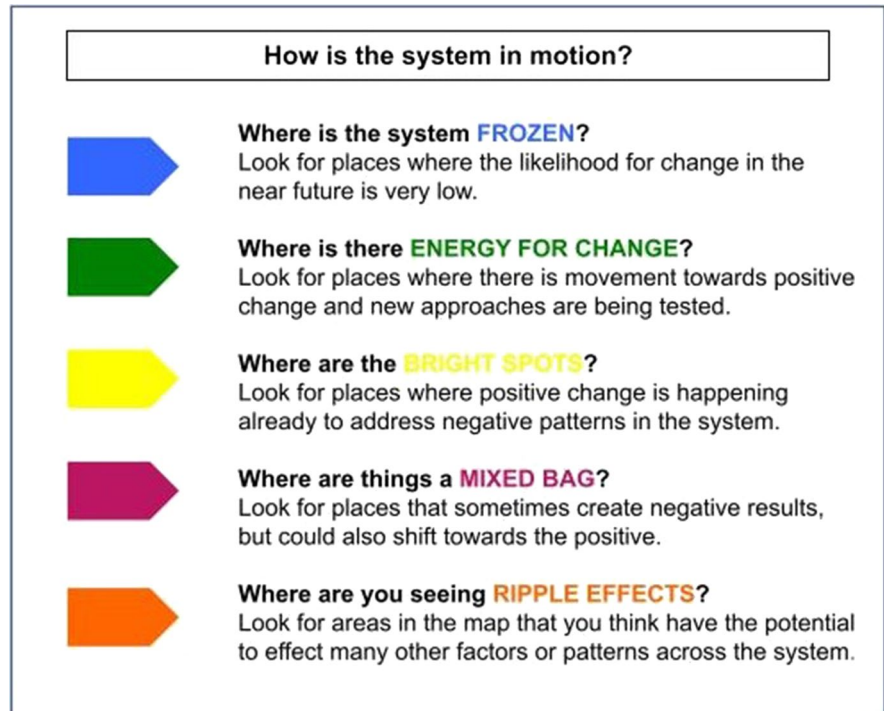 How is the system in motion?
Where is the system FROZEN?
Look for places where the likelihood for change in the
near future is very low.
Where is there ENERGY FOR CHANGE?
Look for places where there is movement towards positive
change and new approaches are being tested.
Where are the BRIGHT SPOTS?
Look for places where positive change is happening
already to address negative patterns in the system.
Where are things a MIXED BAG?
Look for places that sometimes create negative results,
but could also shift towards the positive.
Where are you seeing RIPPLE EFFECTS?
Look for areas in the map that you think have the potential
to effect many other factors or patterns across the system.